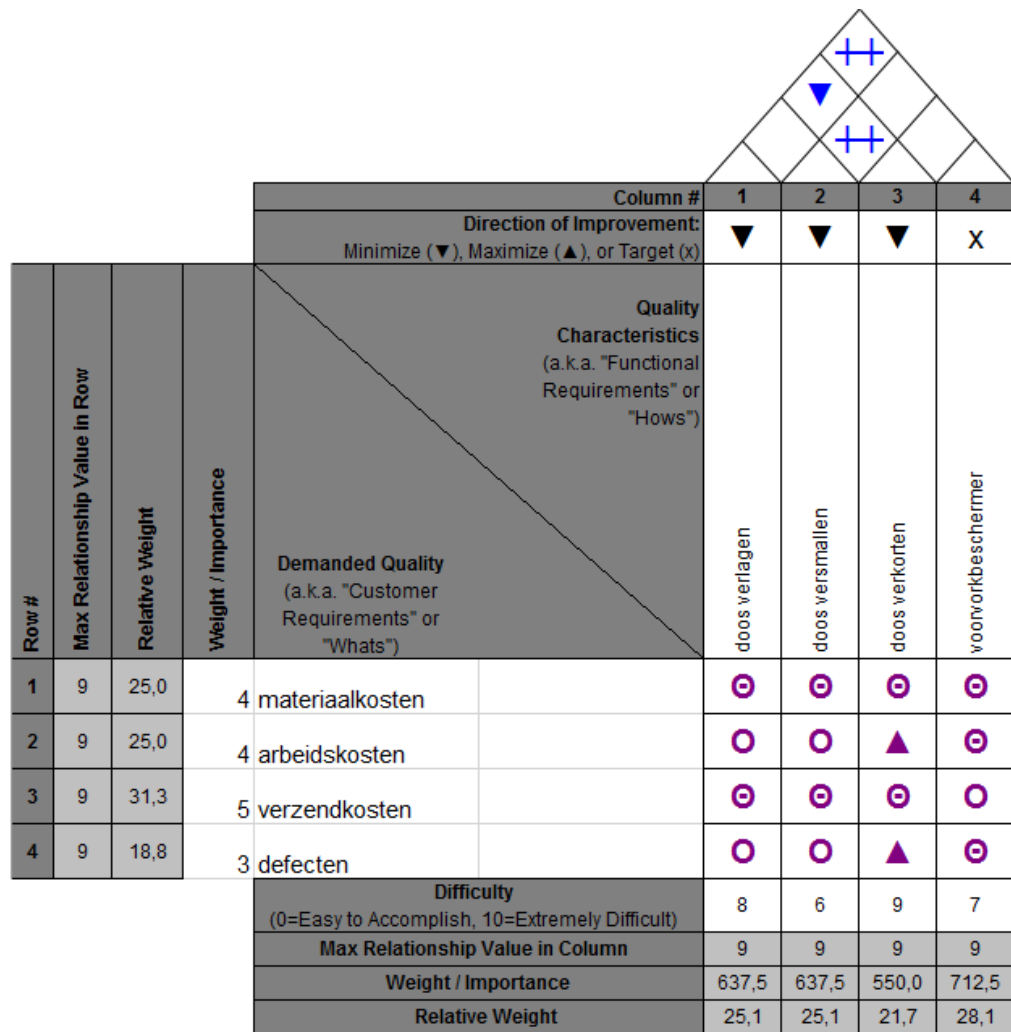 ╂╂
▼
╂╂
Column # 1 2 3 4
Direction of Improvement:
Minimize (▼), Maximize (▲), or Target (x) ▼ ▼ ▼ x
Row #
Max Relationship Value in Row
Relative Weight
Weight / Importance
Quality
Characteristics
(a.k.a. "Functional
Requirements" or
"Hows")
Demanded Quality
(a.k.a. "Customer
Requirements" or
"Whats")
doos verlagen
doos versmallen
doos verkorten
voorvorkbeschermer
1 9 25,0 4 materiaalkosten Θ Θ Θ Θ
2 9 25,0 4 arbeidskosten Ο Ο ▲ Θ
3 9 31,3 5 verzendkosten Θ Θ Θ Ο
4 9 18,8 3 defecten Ο Ο ▲ Θ
Difficulty
(0=Easy to Accomplish, 10=Extremely Difficult) 8 6 9 7
Max Relationship Value in Column 9 9 9 9
Weight / Importance 637,5 637,5 550,0 712,5
Relative Weight 25,1 25,1 21,7 28,1